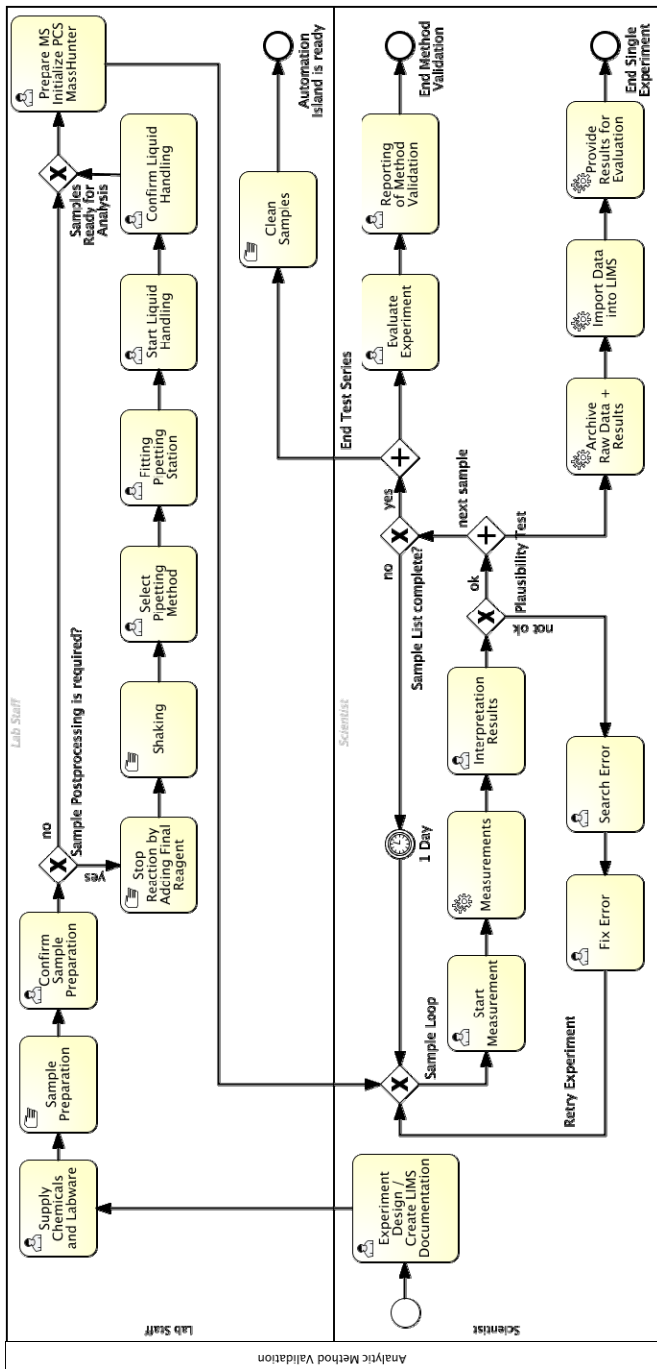 Analytic Method Validation
Lab Staff
Lab Staff
Supply
Chemicals
and Labware
Sample
Preparation
Confirm
Sample
Preparation
no
Sample Postprocessing is required?
yes
Stop
Reaction by
Adding Final
Reagent
Shaking
Select
Pipetting
Method
Fitting
Pipetting
Station
Start Liquid
Handling
Confirm Liquid
Handling
Samples
Ready for
Analysis
Prepare MS
Initialize PCS
MassHunter
Clean
Samples
Automation
Island is ready
Scientist
Scientist
Experiment
Design /
Create LIMS
Documentation
Sample Loop
Start
Measurement
Measurements
Interpretation
Results
1 Day
no
Sample List complete?
yes
End Test Series
Evaluate
Experiment
Reporting
of Method
Validation
End Method
Validation
next sample
ok
Plausibility Test
not ok
Search Error
Fix Error
Retry Experiment
Archive
Raw Data +
Results
Import Data
into LIMS
Provide
Results for
Evaluation
End Single
Experiment